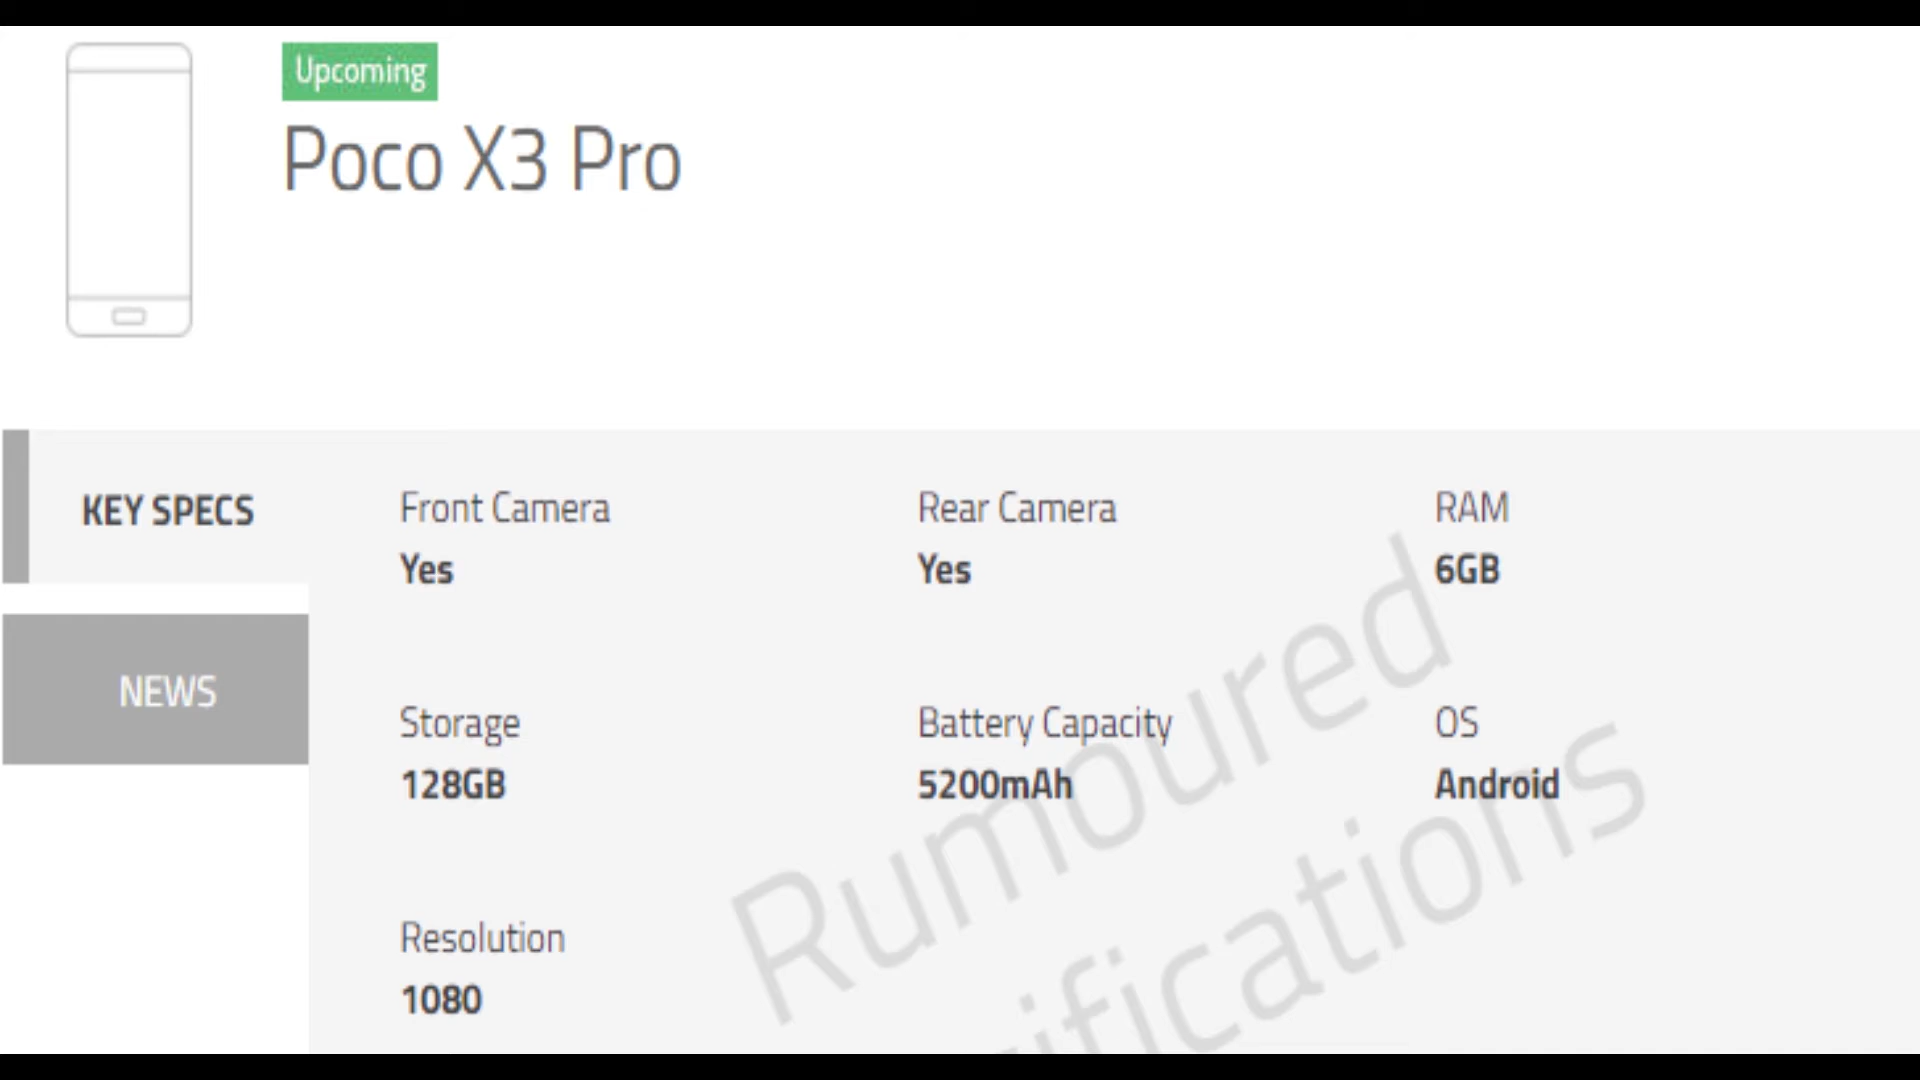 Upcoming
Poco X3 Pro
KEY SPECS
Front Camera
Yes
Rear Camera
Yes
RAM
6GB
NEWS
Storage
128GB
Battery Capacity
5200mAh
OS
Android
Resolution
1080
Rumoured
ifications